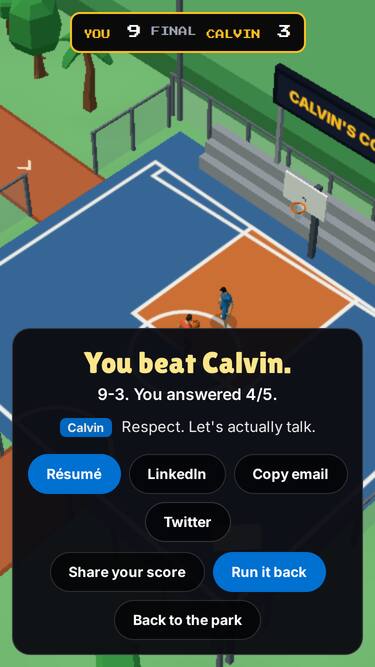 YOU 9 FINAL CALVIN 3
CALVIN'S
You beat Calvin.
9-3. You answered 4/5.
Calvin Respect. Let's actually talk.
Résumé LinkedIn Copy email
Twitter
Share your score Run it back
Back to the park